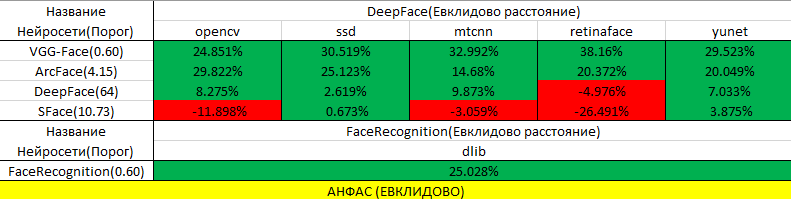 Название DeepFace(Евклидово расстояние)
Нейросети(Порог) opencv ssd mtcnn retinaface yunet
VGG-Face(0.60) 24.851% 30.519% 32.992% 38.16% 29.523%
ArcFace(4.15) 29.822% 25.123% 14.68% 20.372% 20.049%
DeepFace(64) 8.275% 2.619% 9.873% -4.976% 7.033%
SFace(10.73) -11.898% 0.673% -3.059% -26.491% 3.875%
Название FaceRecognition(Евклидово расстояние)
Нейросети(Порог) dlib
FaceRecognition(0.60) 25.028%
АНФАС (ЕВКЛИДОВО)